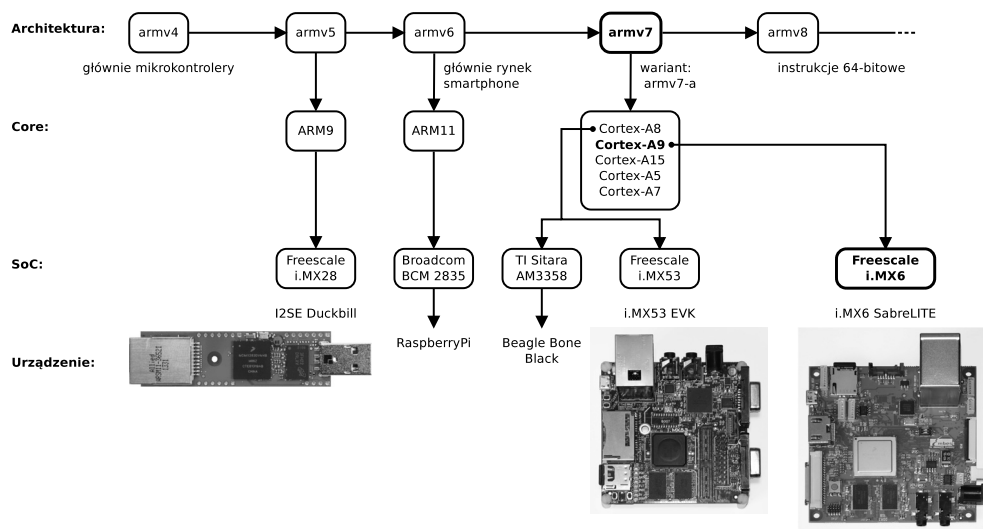 Architektura:
armv4
armv5
armv6
armv7
armv8
głównie mikrokontrolery
głównie rynek
smartphone
wariant:
armv7-a
instrukcje 64-bitowe
Core:
ARM9
ARM11
Cortex-A8
Cortex-A9
Cortex-A15
Cortex-A5
Cortex-A7
SoC:
Freescale
i.MX28
Broadcom
BCM 2835
TI Sitara
AM3358
Freescale
i.MX53
Freescale
i.MX6
Urządzenie:
I2SE Duckbill
RaspberryPi
Beagle Bone
Black
i.MX53 EVK
i.MX6 SabreLITE